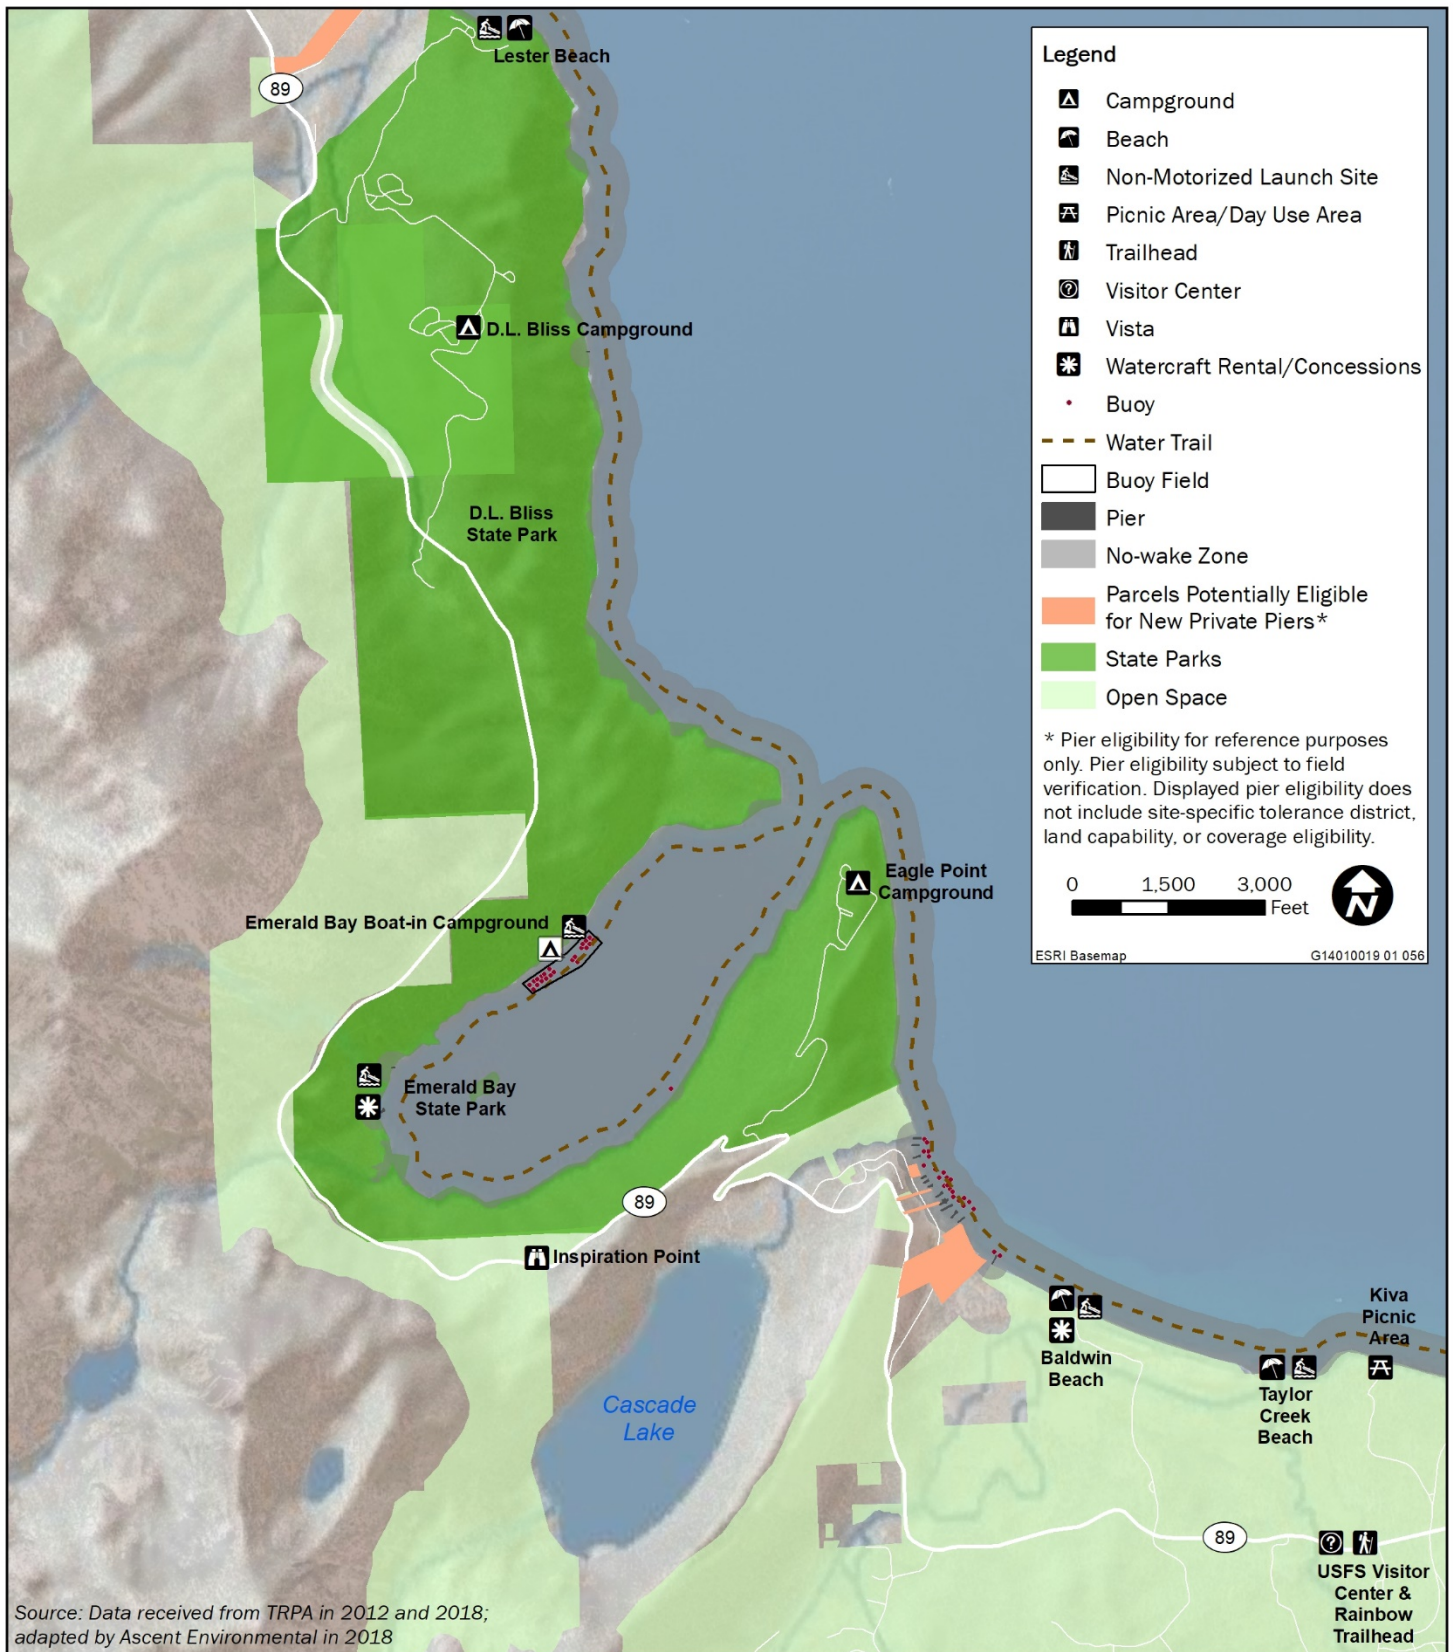 Lester Beach
89
D.L. Bliss Campground
D.L. Bliss
State Park
Eagle Point
Campground
Emerald Bay Boat-in Campground
Emerald Bay
State Park
89
Inspiration Point
Cascade
Lake
Baldwin
Beach
Kiva
Picnic
Area
Taylor
Creek
Beach
89
USFS Visitor
Center &
Rainbow
Trailhead
Legend
Campground
Beach
Non-Motorized Launch Site
Picnic Area/Day Use Area
Trailhead
? Visitor Center
Vista
Watercraft Rental/Concessions
Buoy
Water Trail
Buoy Field
Pier
No-wake Zone
Parcels Potentially Eligible
for New Private Piers*
State Parks
Open Space
* Pier eligibility for reference purposes
only. Pier eligibility subject to field
verification. Displayed pier eligibility does
not include site-specific tolerance district,
land capability, or coverage eligibility.
0 1,500 3,000
Feet
N
ESRI Basemap G14010019 01 056
Source: Data received from TRPA in 2012 and 2018;
adapted by Ascent Environmental in 2018